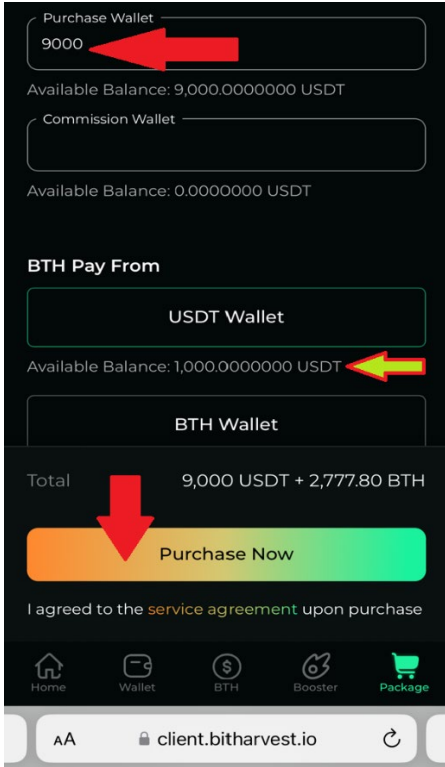 Purchase Wallet
9000
Available Balance: 9,000.0000000 USDT
Commission Wallet
Available Balance: 0.0000000 USDT
BTH Pay From
USDT Wallet
Available Balance: 1,000.0000000 USDT
BTH Wallet
Total 9,000 USDT + 2,777.80 BTH
Purchase Now
I agreed to the service agreement upon purchase
Home Wallet BTH Booster Package
AA client.bitharvest.io